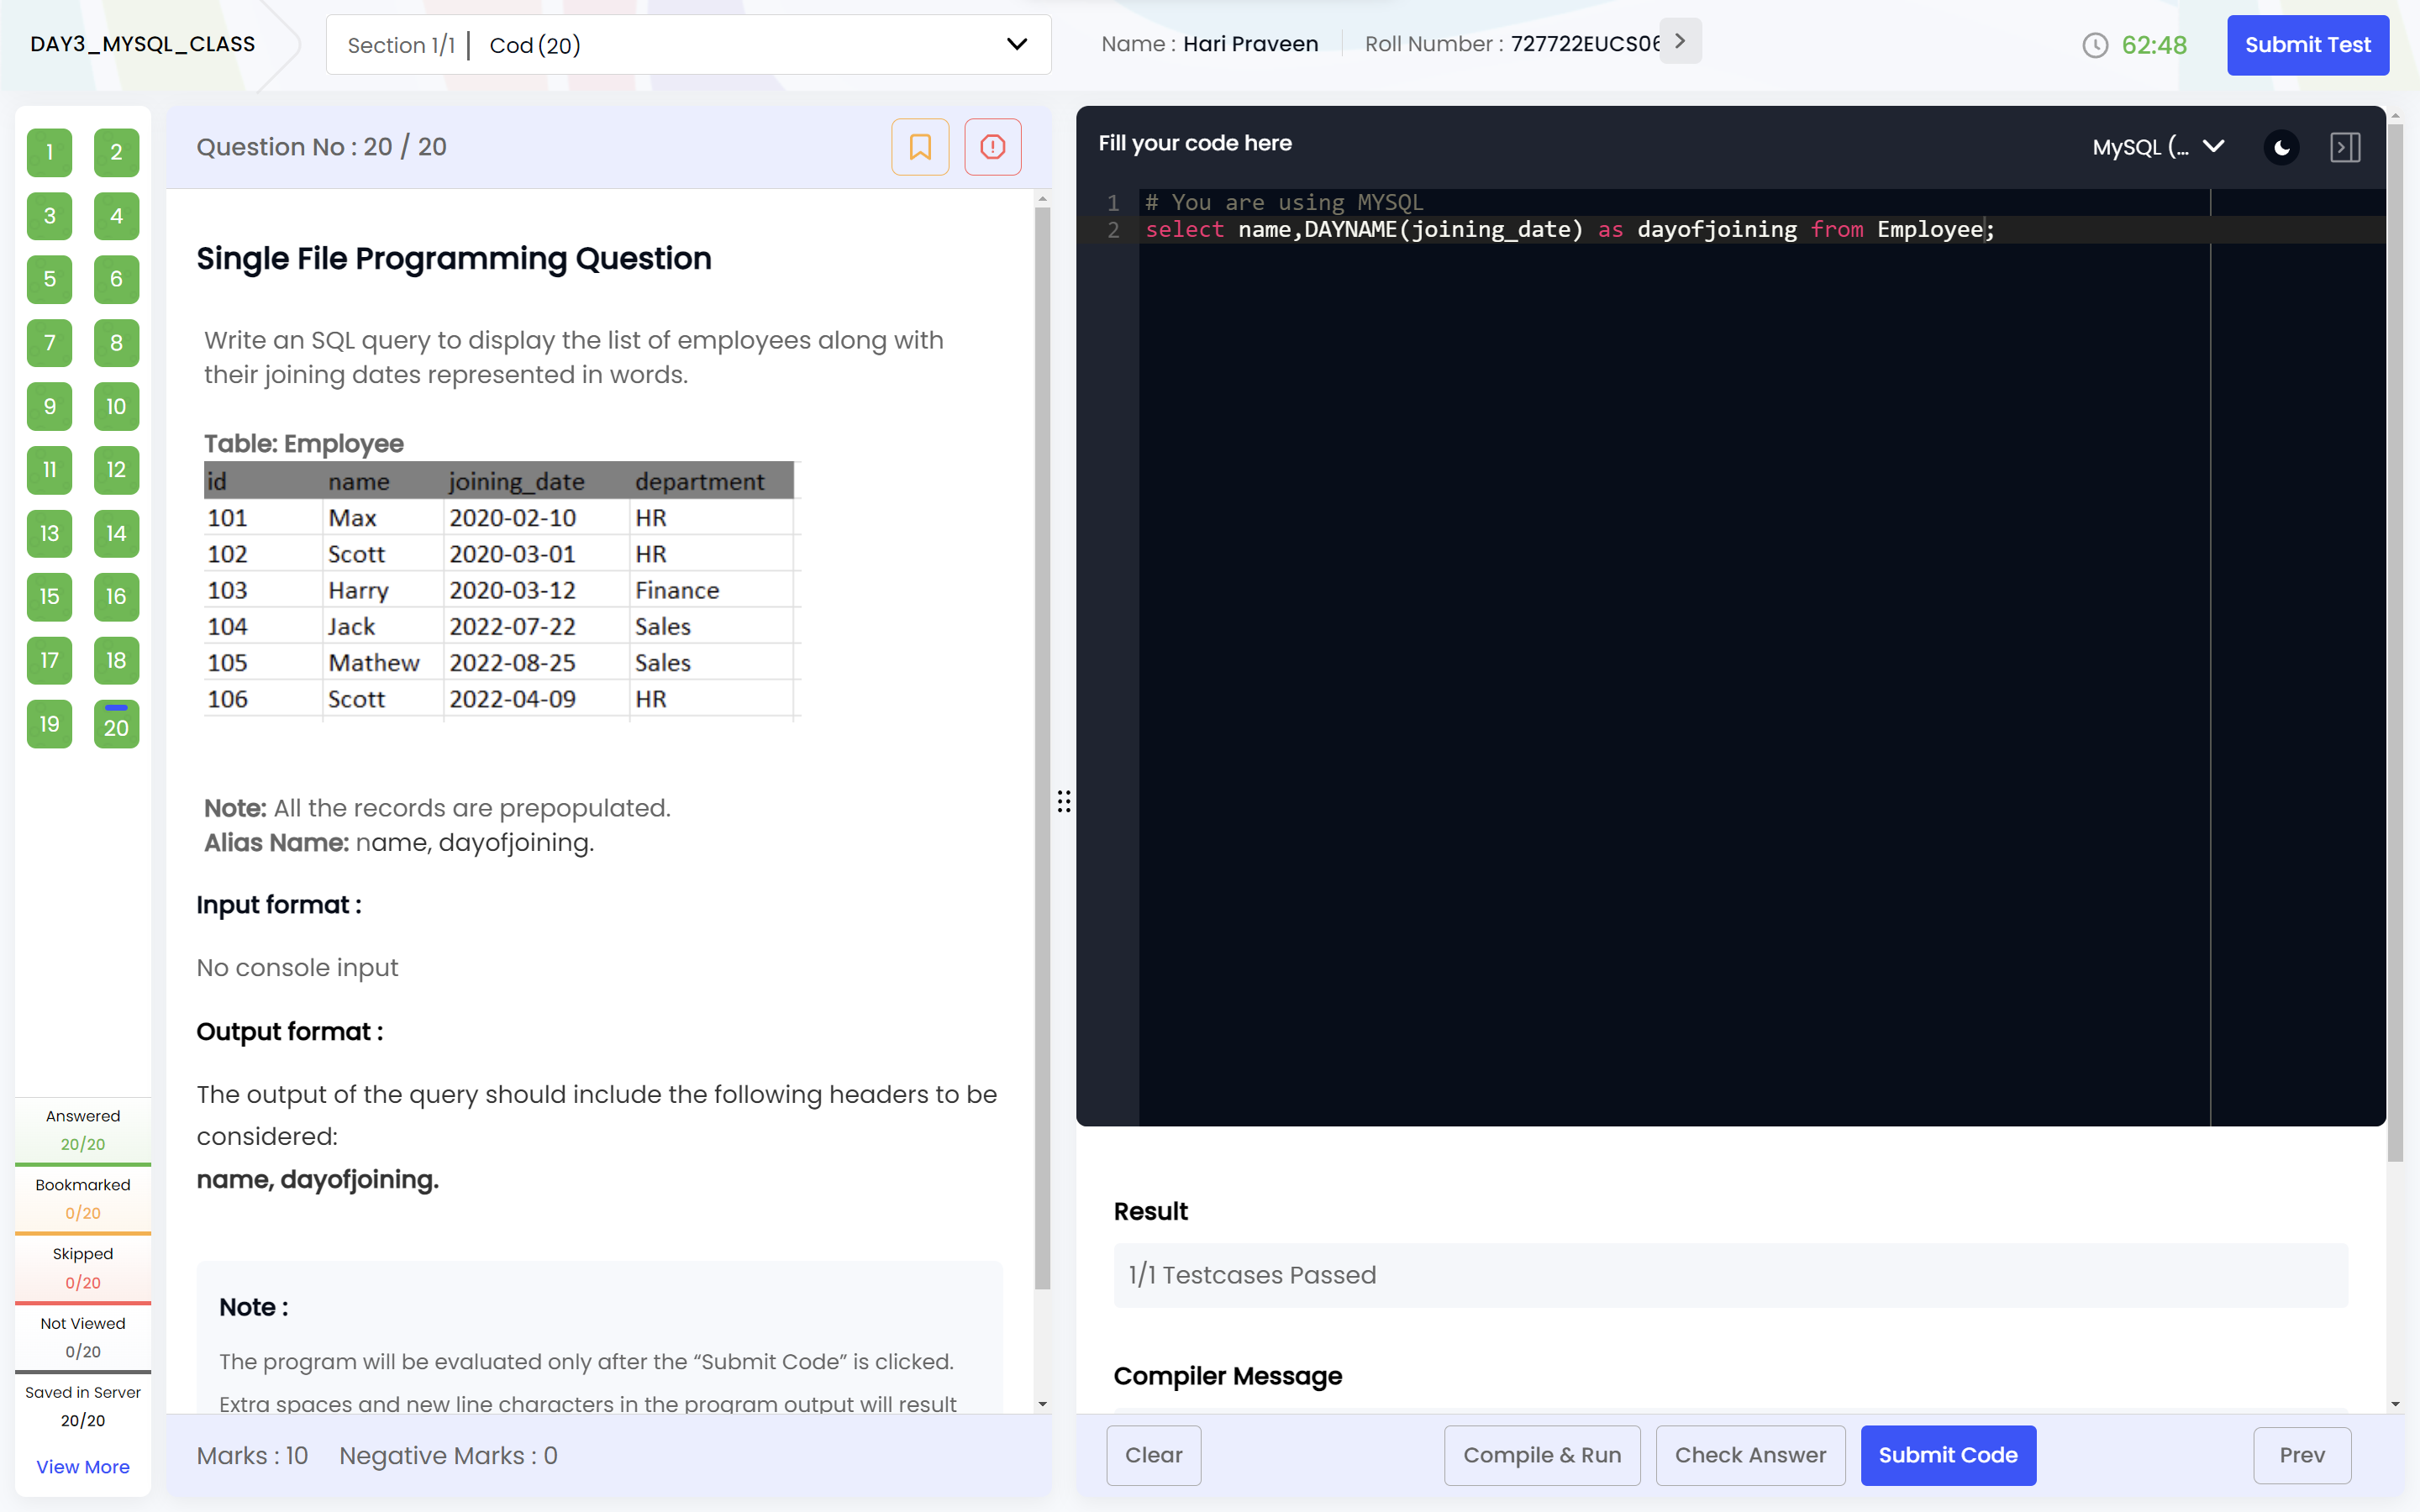 DAY3_MYSQL_CLASS
Section 1/1 | Cod (20)
Name : Hari Praveen
Roll Number : 727722EUCS06
62:48
Submit Test
1 2
3 4
5 6
7 8
9 10
11 12
13 14
15 16
17 18
19 20
Answered
20/20
Bookmarked
0/20
Skipped
0/20
Not Viewed
0/20
Saved in Server
20/20
View More
Question No : 20 / 20
Single File Programming Question
Write an SQL query to display the list of employees along with
their joining dates represented in words.
Table: Employee
id name joining_date department
101 Max 2020-02-10 HR
102 Scott 2020-03-01 HR
103 Harry 2020-03-12 Finance
104 Jack 2022-07-22 Sales
105 Mathew 2022-08-25 Sales
106 Scott 2022-04-09 HR
Note: All the records are prepopulated.
Alias Name: name, dayofjoining.
Input format :
No console input
Output format :
The output of the query should include the following headers to be
considered:
name, dayofjoining.
Note :
The program will be evaluated only after the “Submit Code” is clicked.
Extra spaces and new line characters in the program output will result
Marks : 10 Negative Marks : 0
Fill your code here
MySQL (...
1 # You are using MYSQL
2 select name,DAYNAME(joining_date) as dayofjoining from Employee;
Result
1/1 Testcases Passed
Compiler Message
Clear
Compile & Run
Check Answer
Submit Code
Prev